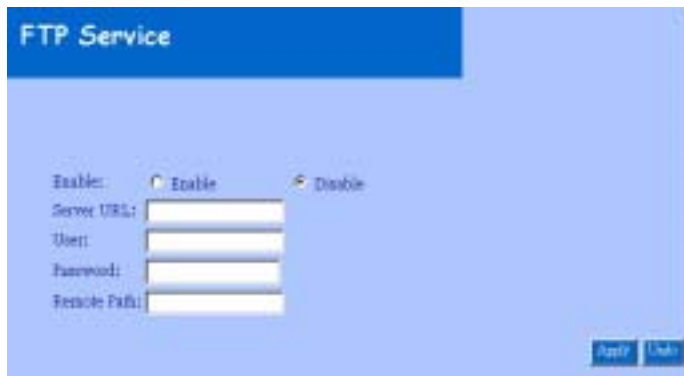 FTP Service
Enable: Enable Disable
Server URL:
User:
Password:
Remote Path:
Apply Undo